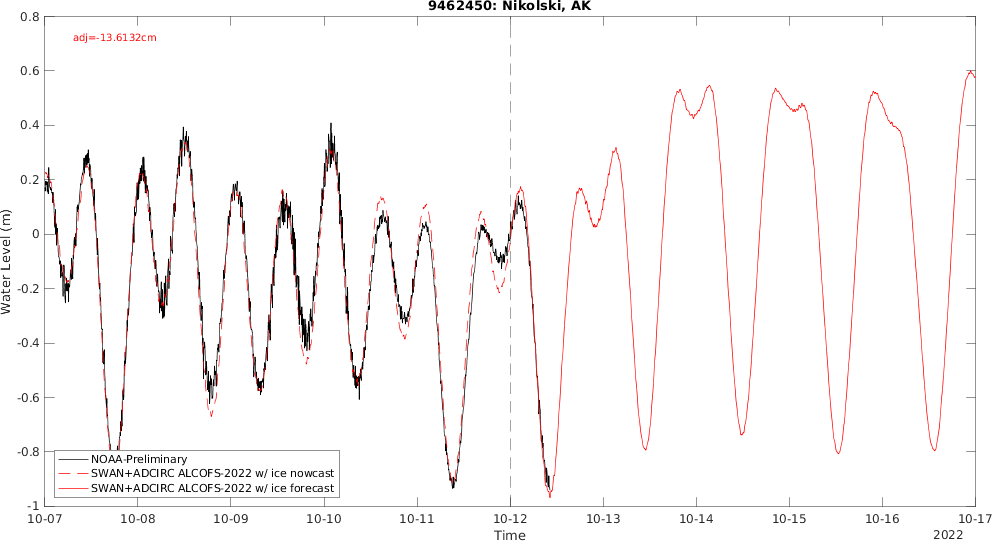 9462450: Nikolski, AK
adj=-13.6132cm
Water Level (m)
0.8
0.6
0.4
0.2
0
-0.2
-0.4
-0.6
-0.8
-1
NOAA-Preliminary
SWAN+ADCIRC ALCOFS-2022 w/ ice nowcast
SWAN+ADCIRC ALCOFS-2022 w/ ice forecast
10-07 10-08 10-09 10-10 10-11 10-12 10-13 10-14 10-15 10-16 10-17
Time
2022